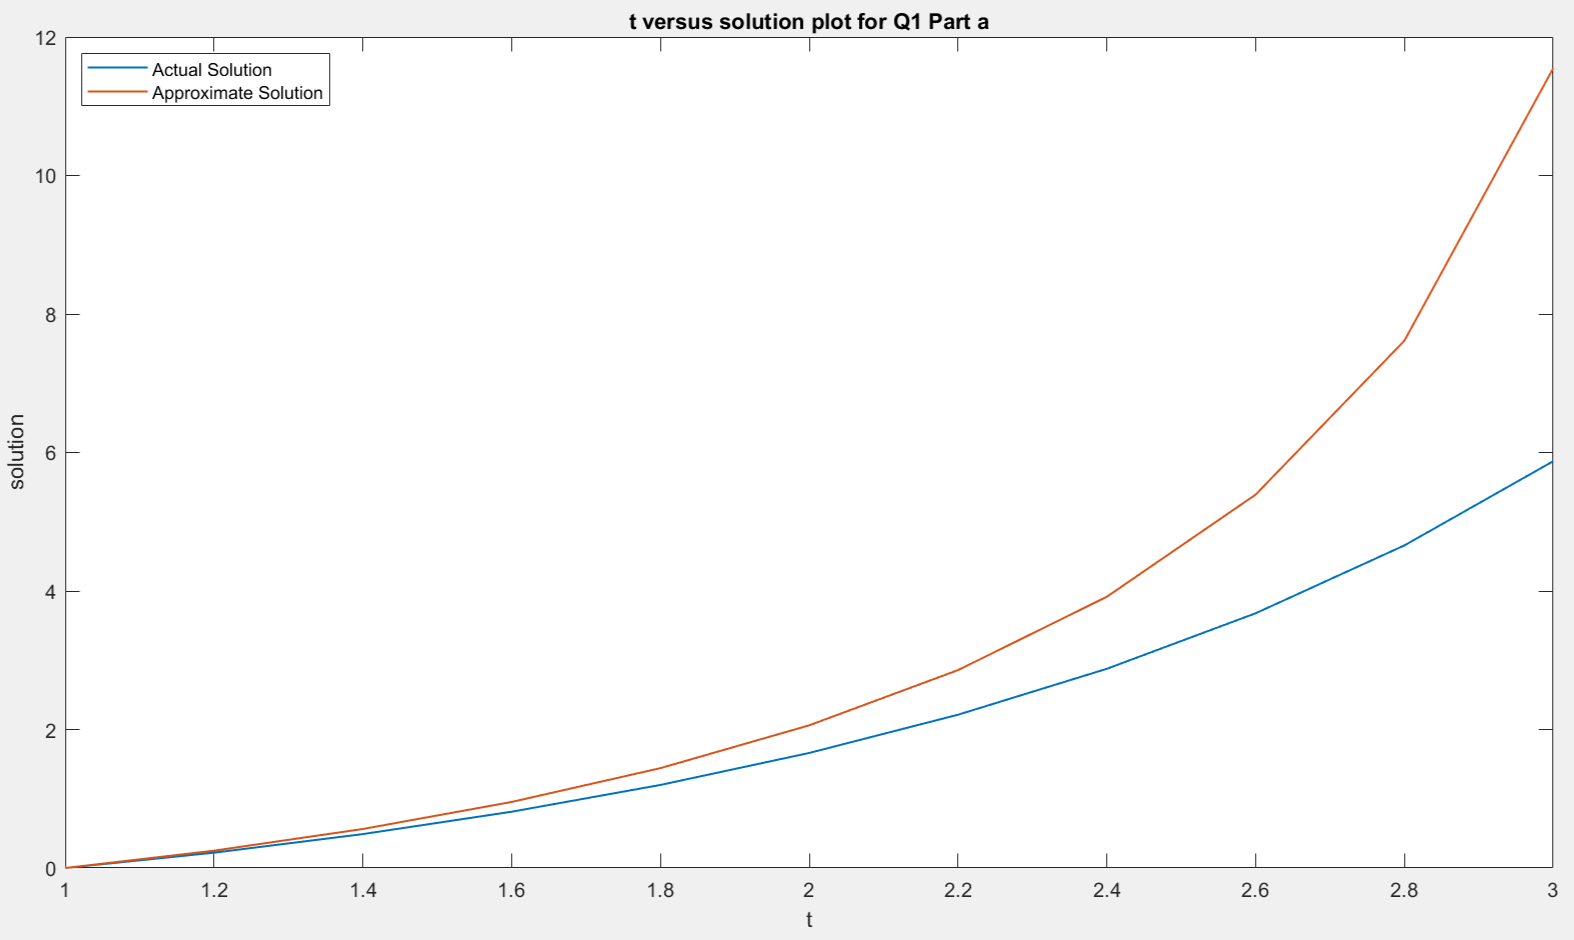 t versus solution plot for Q1 Part a
Actual Solution
Approximate Solution
12
10
8
6
4
2
0
solution
1 1.2 1.4 1.6 1.8 2 2.2 2.4 2.6 2.8 3
t